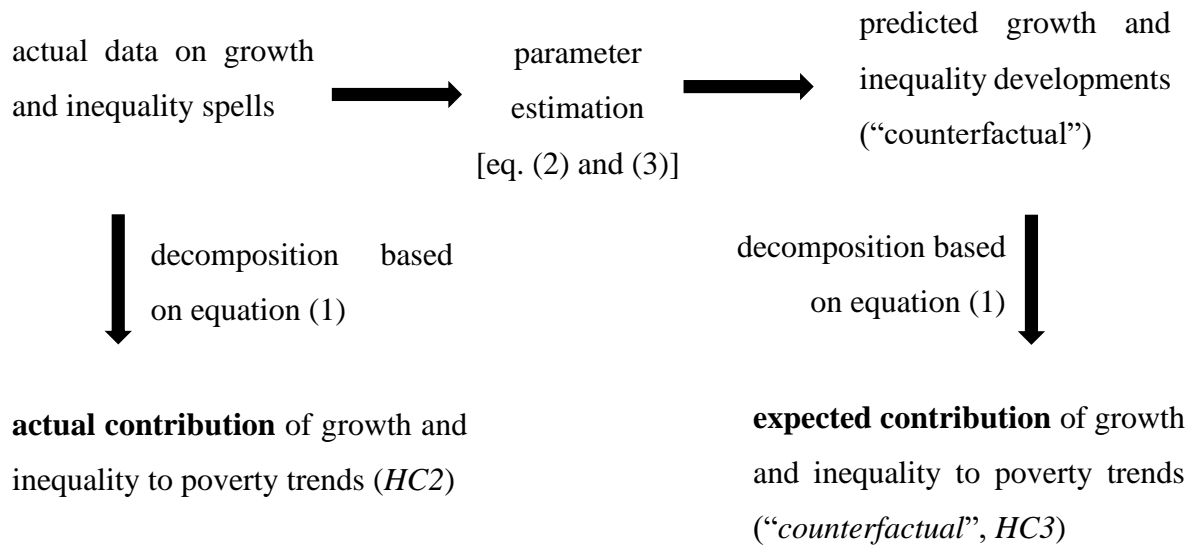 actual data on growth
and inequality spells
parameter
estimation
[eq. (2) and (3)]
predicted growth and
inequality developments
(“counterfactual”)
decomposition based
on equation (1)
decomposition based
on equation (1)
actual contribution of growth and
inequality to poverty trends (HC2)
expected contribution of growth
and inequality to poverty trends
(“counterfactual”, HC3)